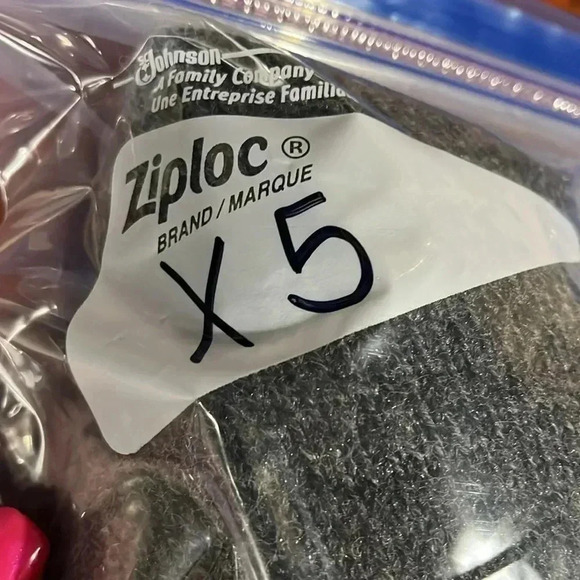 Johnson
A Family Company
Une Entreprise Familia
Ziploc ®
BRAND / MARQUE
X 5